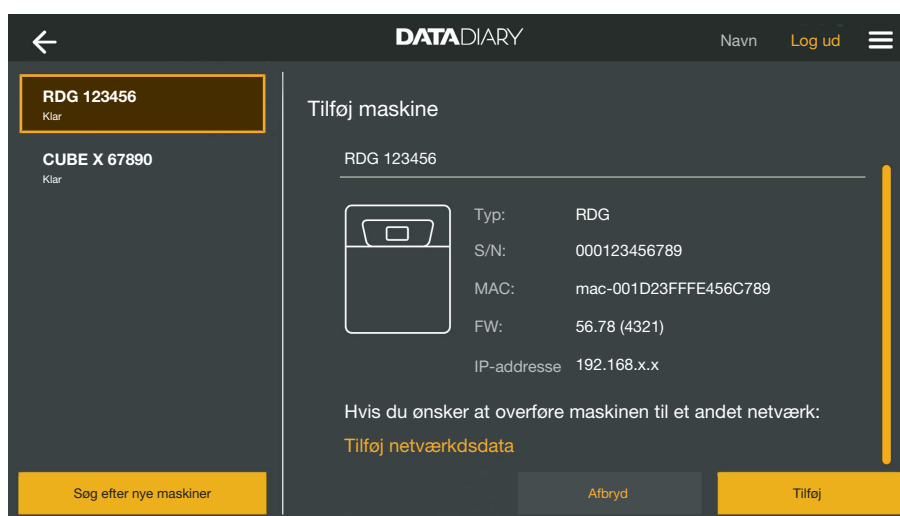 DATADIARY
Navn
Log ud
RDG 123456
Klar
CUBE X 67890
Klar
Søg efter nye maskiner
Tilføj maskine
RDG 123456
Typ: RDG
S/N: 000123456789
MAC: mac-001D23FFFE456C789
FW: 56.78 (4321)
IP-addresse 192.168.x.x
Hvis du ønsker at overføre maskinen til et andet netværk:
Tilføj netværkdsdata
Afbryd
Tilføj